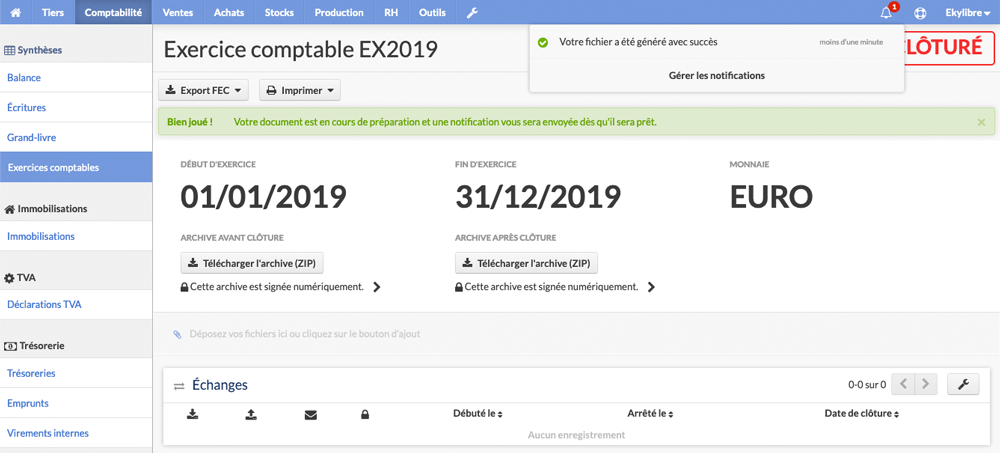 Tiers Comptabilité Ventes Achats Stocks Production RH Outils 1 Ekylibre
Synthèses
Balance
Écritures
Grand-livre
Exercices comptables
Immobilisations
Immobilisations
TVA
Déclarations TVA
Trésorerie
Trésoreries
Emprunts
Virements internes
Exercice comptable EX2019
LÔTURÉ
Votre fichier a été généré avec succès moins d'une minute
Gérer les notifications
Export FEC Imprimer
Bien joué ! Votre document est en cours de préparation et une notification vous sera envoyée dès qu'il sera prêt. ×
DÉBUT D'EXERCICE FIN D'EXERCICE MONNAIE
01/01/2019 31/12/2019 EURO
ARCHIVE AVANT CLÔTURE ARCHIVE APRÈS CLÔTURE
Télécharger l'archive (ZIP) Télécharger l'archive (ZIP)
Cette archive est signée numériquement. Cette archive est signée numériquement.
Déposez vos fichiers ici ou cliquez sur le bouton d'ajout
Échanges 0-0 sur 0
Débuté le Arrêté le Date de clôture
Aucun enregistrement